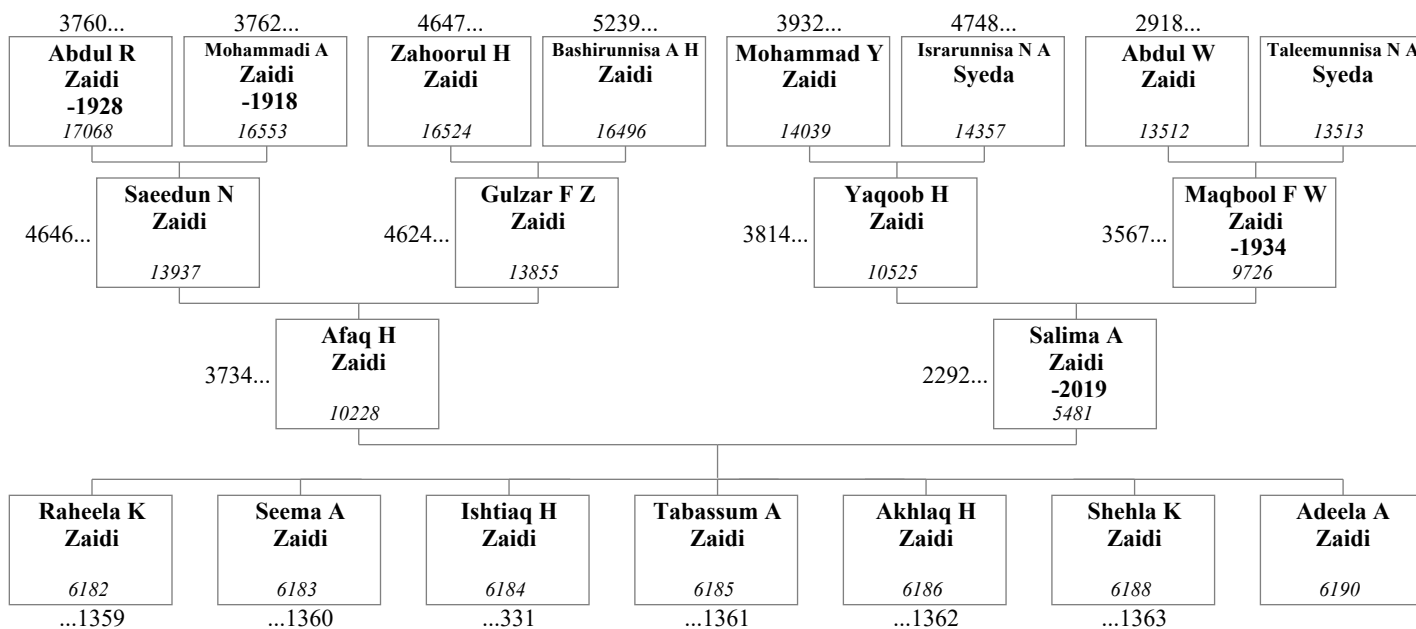 3760...
3762...
4647...
5239...
3932...
4748...
2918...
Abdul R
Zaidi
-1928
17068
Mohammadi A
Zaidi
-1918
16553
Zahoorul H
Zaidi
16524
Bashirunnisa A H
Zaidi
16496
Mohammad Y
Zaidi
14039
Israrunnisa N A
Syeda
14357
Abdul W
Zaidi
13512
Taleemunnisa N A
Syeda
13513
4646...
Saeedun N
Zaidi
13937
4624...
Gulzar F Z
Zaidi
13855
3814...
Yaqoob H
Zaidi
10525
3567...
Maqbool F W
Zaidi
-1934
9726
3734...
Afaq H
Zaidi
10228
2292...
Salima A
Zaidi
-2019
5481
Raheela K
Zaidi
6182
...1359
Seema A
Zaidi
6183
...1360
Ishtiaq H
Zaidi
6184
...331
Tabassum A
Zaidi
6185
...1361
Akhlaq H
Zaidi
6186
...1362
Shehla K
Zaidi
6188
...1363
Adeela A
Zaidi
6190